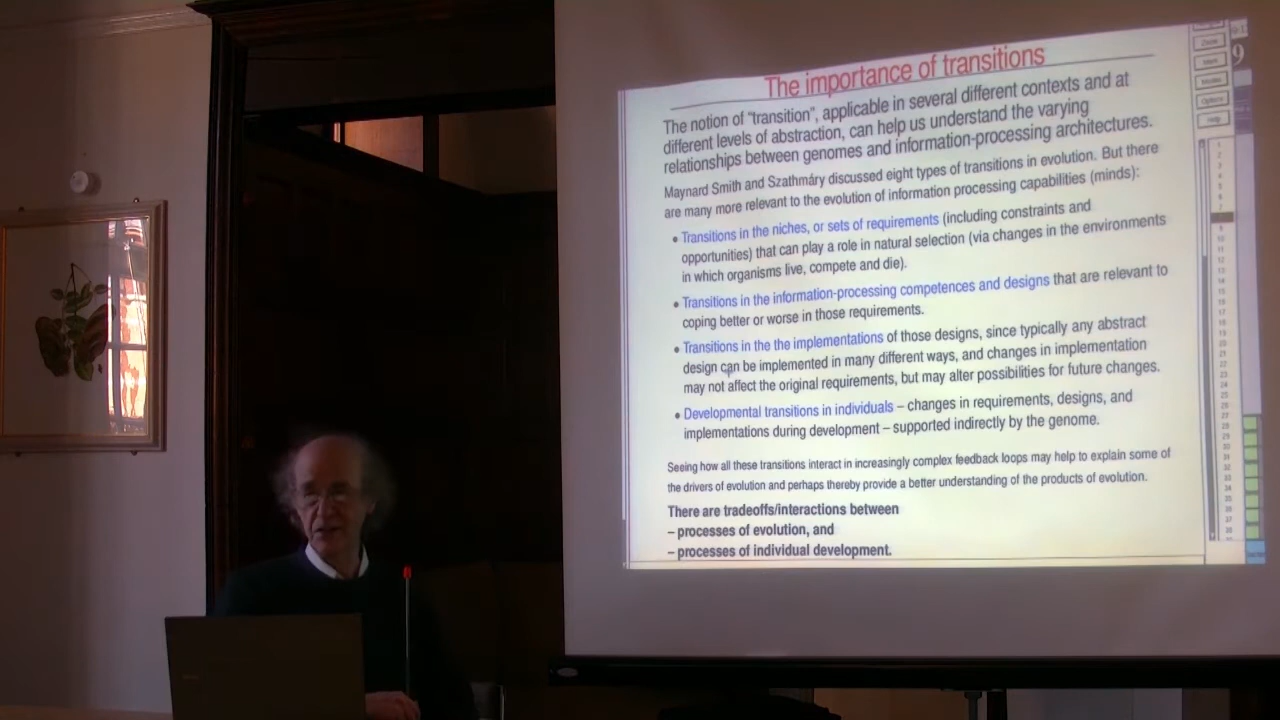 The importance of transitions
The notion of "transition", applicable in several different contexts and at
different levels of abstraction, can help us understand the varying
relationships between genomes and information-processing architectures.
Maynard Smith and Szathmáry discussed eight types of transitions in evolution. But there
are many more relevant to the evolution of information processing capabilities (minds):
• Transitions in the niches, or sets of requirements (including constraints and
opportunities) that can play a role in natural selection (via changes in the environments
in which organisms live, compete and die).
• Transitions in the information-processing competences and designs that are relevant to
coping better or worse in those requirements.
• Transitions in the the implementations of those designs, since typically any abstract
design can be implemented in many different ways, and changes in implementation
may not affect the original requirements, but may alter possibilities for future changes.
• Developmental transitions in individuals – changes in requirements, designs, and
implementations during development – supported indirectly by the genome.
Seeing how all these transitions interact in increasingly complex feedback loops may help to explain some of
the drivers of evolution and perhaps thereby provide a better understanding of the products of evolution.
There are tradeoffs/interactions between
– processes of evolution, and
– processes of individual development.
Zoom
Options
Help
9